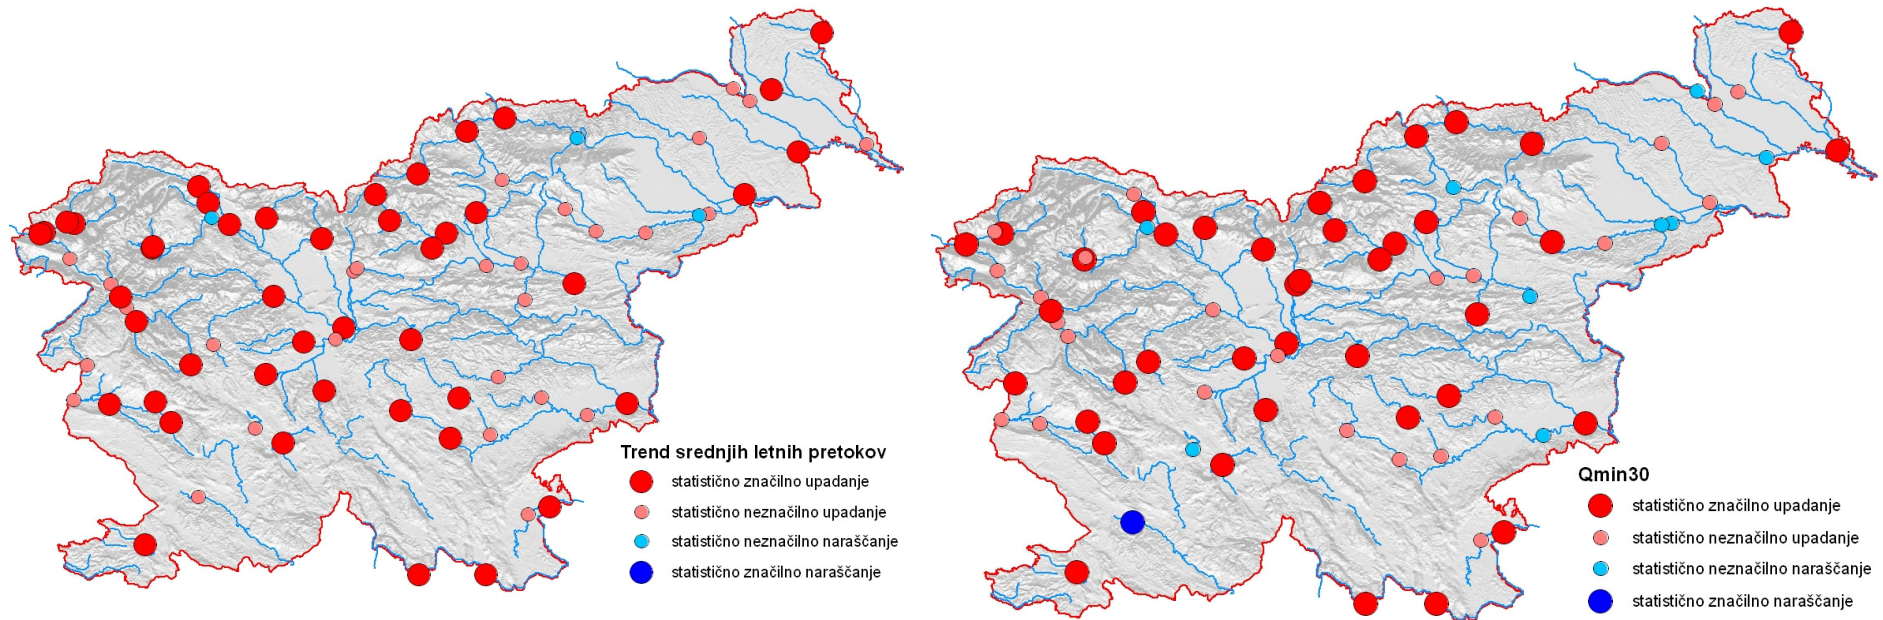 Trend srednjih letnih pretokov
statistično značilno upadanje
statistično neznačilno upadanje
statistično neznačilno naraščanje
statistično značilno naraščanje
Qmin30
statistično značilno upadanje
statistično neznačilno upadanje
statistično neznačilno naraščanje
statistično značilno naraščanje